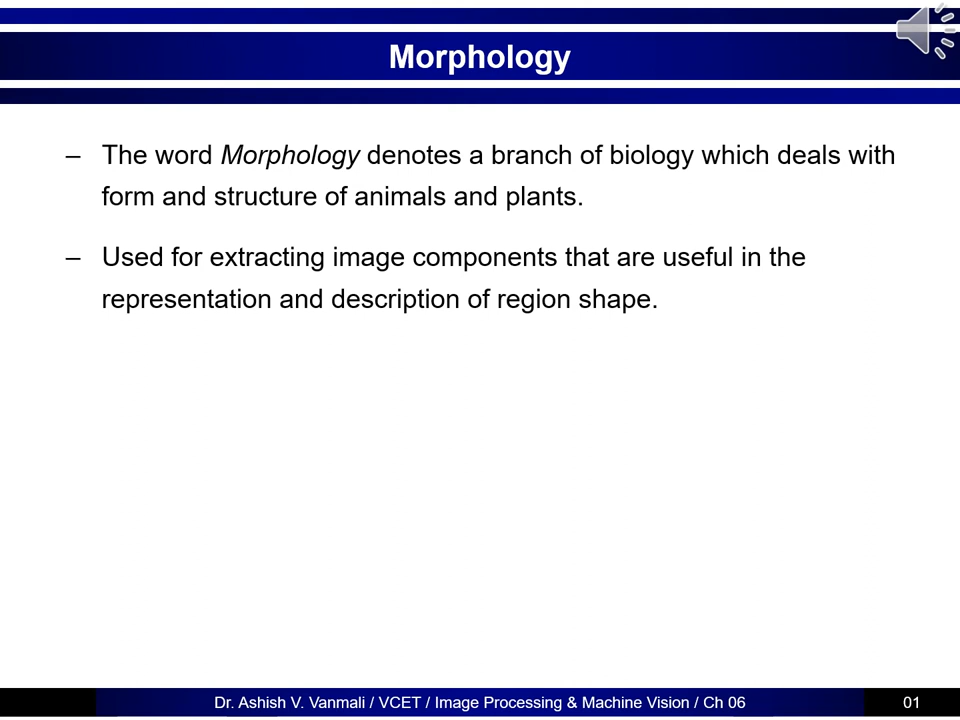 Morphology
– The word Morphology denotes a branch of biology which deals with
form and structure of animals and plants.
– Used for extracting image components that are useful in the
representation and description of region shape.
Dr. Ashish V. Vanmali / VCET / Image Processing & Machine Vision / Ch 06
01